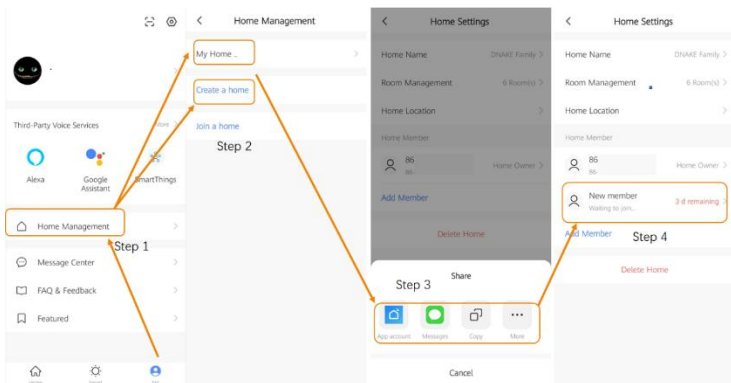 Third-Party Voice Services
More
Alexa
Google
Assistant
SmartThings
Home Management
Step 1
Message Center
FAQ & Feedback
Featured
Home Management
My Home ..
Create a home
Join a home
Step 2
Home Settings
Home Name
DNAKE Family
Room Management
6 Room(s)
Home Location
Home Member
86
86-
Home Owner
Add Member
Delete Home
Share
Step 3
App account
Messages
Copy
More
Cancel
Home Settings
Home Name
DNAKE Family
Room Management
6 Room(s)
Home Location
Home Member
86
86-
Home Owner
New member
Waiting to join...
3 d remaining.
Add Member
Step 4
Delete Home